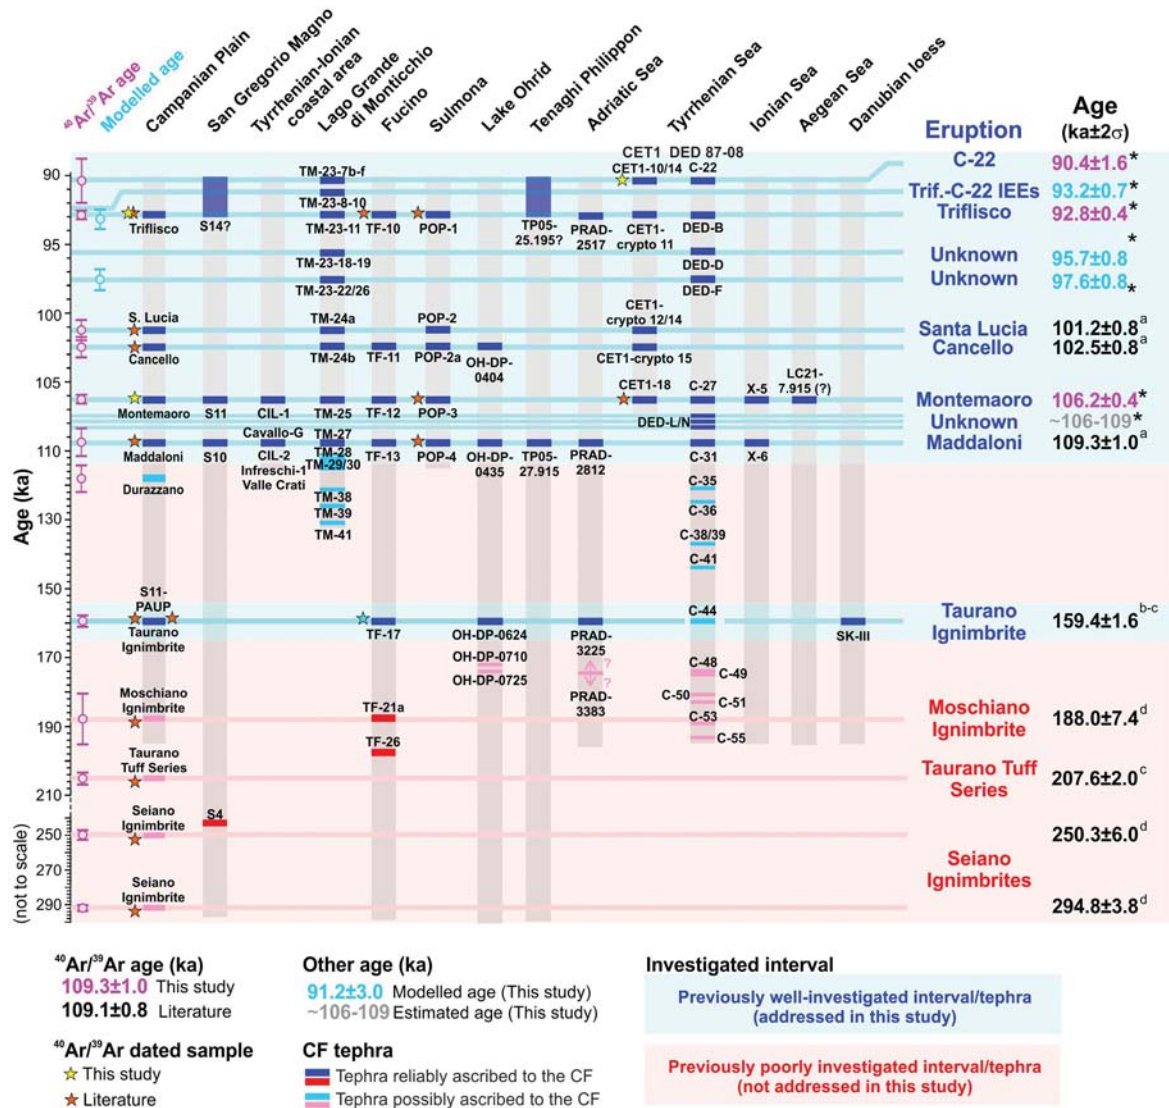 40Ar/39Ar age
Modelled age
Campanian Plain
San Gregorio Magno
Tyrrhenian-Ionian
coastal area
Lago Grande
di Monticchio
Fucino
Sulmona
Lake Ohrid
Tenaghi Philippon
Adriatic Sea
Tyrrhenian Sea
Ionian Sea
Aegean Sea
Danubian loess
Eruption
Age
(ka±2σ)
CET1 DED 87-08
90
TM-23-7b-f
CET1-10/14
C-22
C-22
90.4±1.6*
Trif.-C-22 IEEs
93.2±0.7*
TM-23-8-10
Triflisco
92.8±0.4*
Triflisco
S14?
TM-23-11
TF-10
POP-1
TP05-
25.195?
PRAD-
2517
CET1-
crypto 11
DED-B
95
TM-23-18-19
DED-D
Unknown
95.7±0.8*
TM-23-22/26
DED-F
Unknown
97.6±0.8*
100
S. Lucia
TM-24a
POP-2
CET1-
crypto 12/14
Santa Lucia
101.2±0.8a
Cancello
TM-24b
TF-11
POP-2a
OH-DP-
0404
CET1-crypto 15
Cancello
102.5±0.8a
105
CET1-18
C-27
X-5
LC21-
7.915 (?)
Montemaoro
S11
CIL-1
TM-25
TF-12
POP-3
Montemaoro
106.2±0.4*
DED-L/N
Unknown
~106-109*
Cavallo-G
TM-27
Maddaloni
109.3±1.0a
110
Maddaloni
S10
CIL-2
Infreschi-1
Valle Crati
TM-28
TM-29/30
TF-13
POP-4
OH-DP-
0435
TP05-
27.915
PRAD-
2812
C-31
X-6
Durazzano
TM-38
TM-39
TM-41
C-35
C-36
C-38/39
C-41
Age (ka)
130
150
S11-
PAUP
C-44
Taurano
Ignimbrite
TF-17
OH-DP-0624
PRAD-
3225
SK-III
Taurano
Ignimbrite
159.4±1.6b-c
170
OH-DP-0710
OH-DP-0725
?
?
PRAD-
3383
C-48
C-49
C-50
C-51
C-53
C-55
Moschiano
Ignimbrite
TF-21a
Moschiano
Ignimbrite
188.0±7.4d
190
TF-26
Taurano
Tuff Series
Taurano Tuff
Series
207.6±2.0c
210
S4
Seiano
Ignimbrite
250
250.3±6.0d
270
Seiano
Ignimbrites
Seiano
Ignimbrite
290
294.8±3.8d
(not to scale)
40Ar/39Ar age (ka)
109.3±1.0 This study
109.1±0.8 Literature
40Ar/39Ar dated sample
This study
Literature
Other age (ka)
91.2±3.0 Modelled age (This study)
~106-109 Estimated age (This study)
CF tephra
Tephra reliably ascribed to the CF
Tephra possibly ascribed to the CF
Investigated interval
Previously well-investigated interval/tephra
(addressed in this study)
Previously poorly investigated interval/tephra
(not addressed in this study)